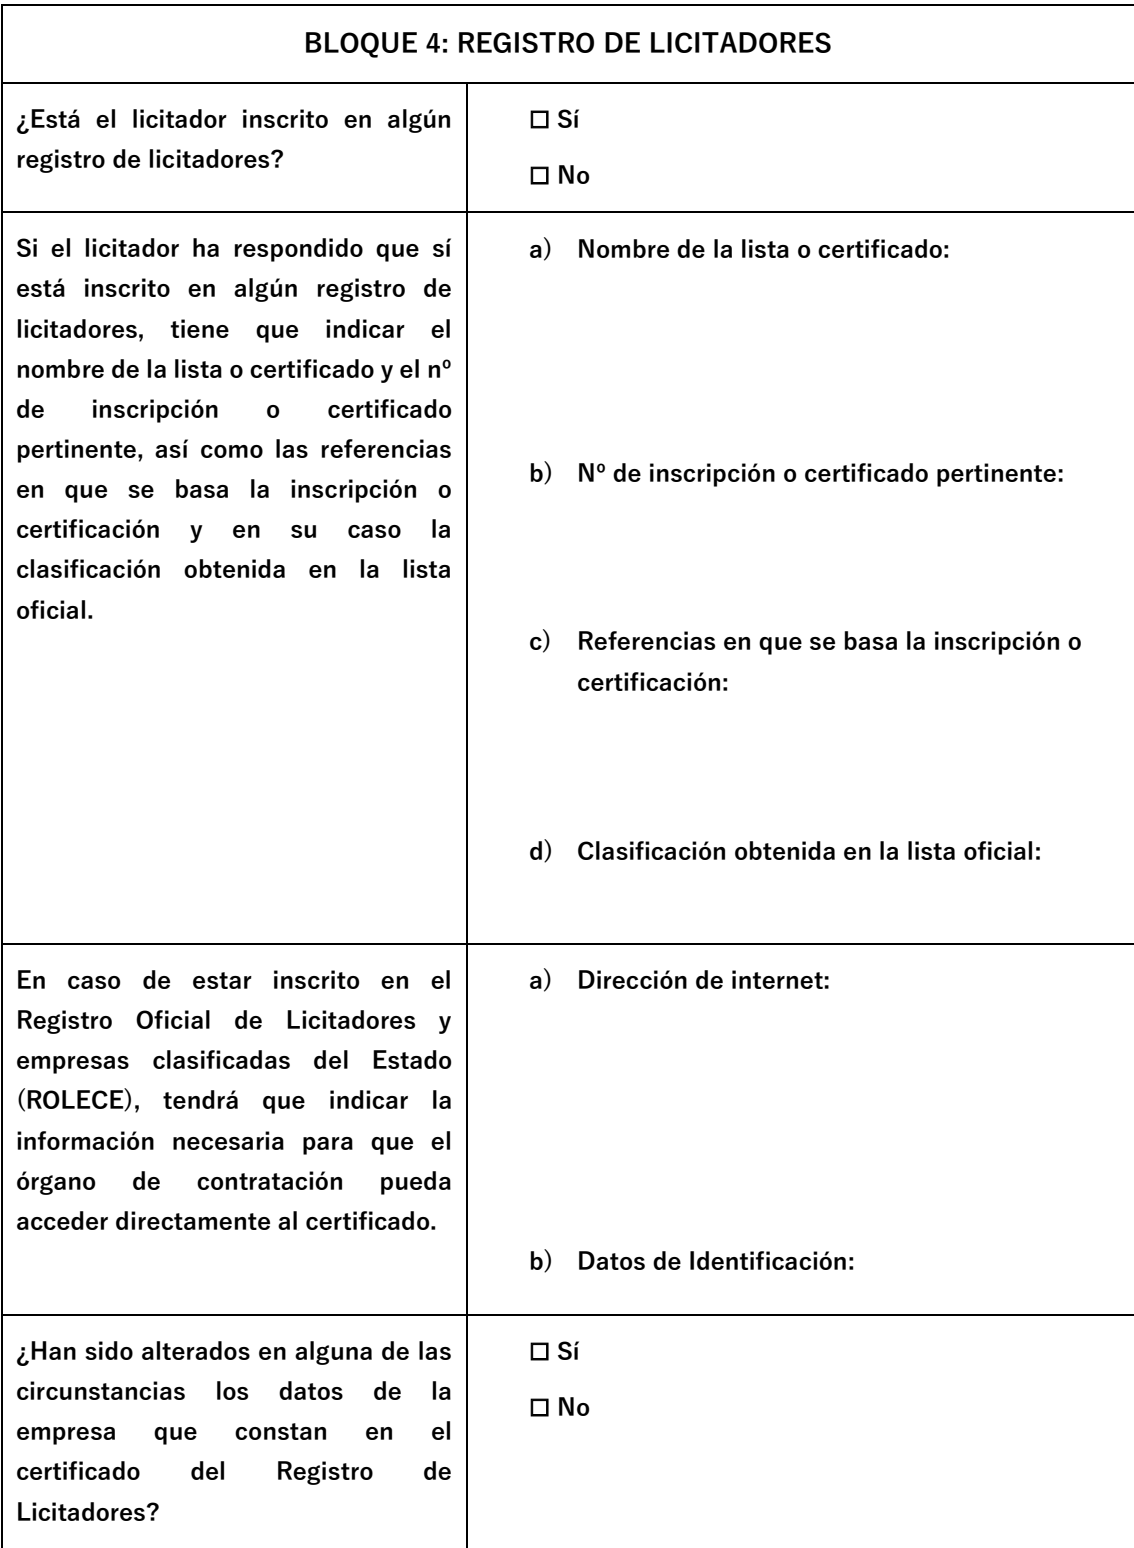 BLOQUE 4: REGISTRO DE LICITADORES
¿Está el licitador inscrito en algún
registro de licitadores?
☐ Sí
☐ No
Si el licitador ha respondido que sí
está inscrito en algún registro de
licitadores, tiene que indicar el
nombre de la lista o certificado y el nº
de inscripción o certificado
pertinente, así como las referencias
en que se basa la inscripción o
certificación y en su caso la
clasificación obtenida en la lista
oficial.
a) Nombre de la lista o certificado:
b) Nº de inscripción o certificado pertinente:
c) Referencias en que se basa la inscripción o
certificación:
d) Clasificación obtenida en la lista oficial:
En caso de estar inscrito en el
Registro Oficial de Licitadores y
empresas clasificadas del Estado
(ROLECE), tendrá que indicar la
información necesaria para que el
órgano de contratación pueda
acceder directamente al certificado.
a) Dirección de internet:
b) Datos de Identificación:
¿Han sido alterados en alguna de las
circunstancias los datos de la
empresa que constan en el
certificado del Registro de
Licitadores?
☐ Sí
☐ No